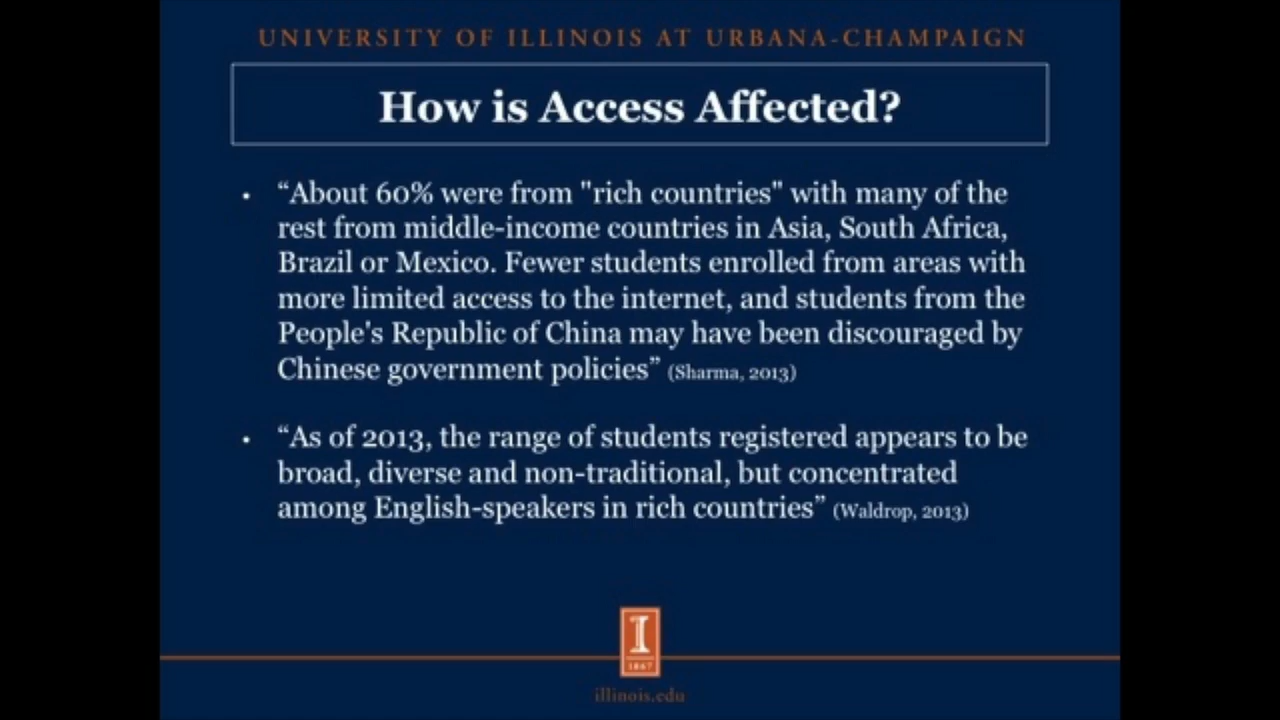 UNIVERSITY OF ILLINOIS AT URBANA-CHAMPAIGN
How is Access Affected?
• “About 60% were from "rich countries" with many of the
rest from middle-income countries in Asia, South Africa,
Brazil or Mexico. Fewer students enrolled from areas with
more limited access to the internet, and students from the
People's Republic of China may have been discouraged by
Chinese government policies” (Sharma, 2013)
• “As of 2013, the range of students registered appears to be
broad, diverse and non-traditional, but concentrated
among English-speakers in rich countries” (Waldrop, 2013)
I
1867
illinois.edu